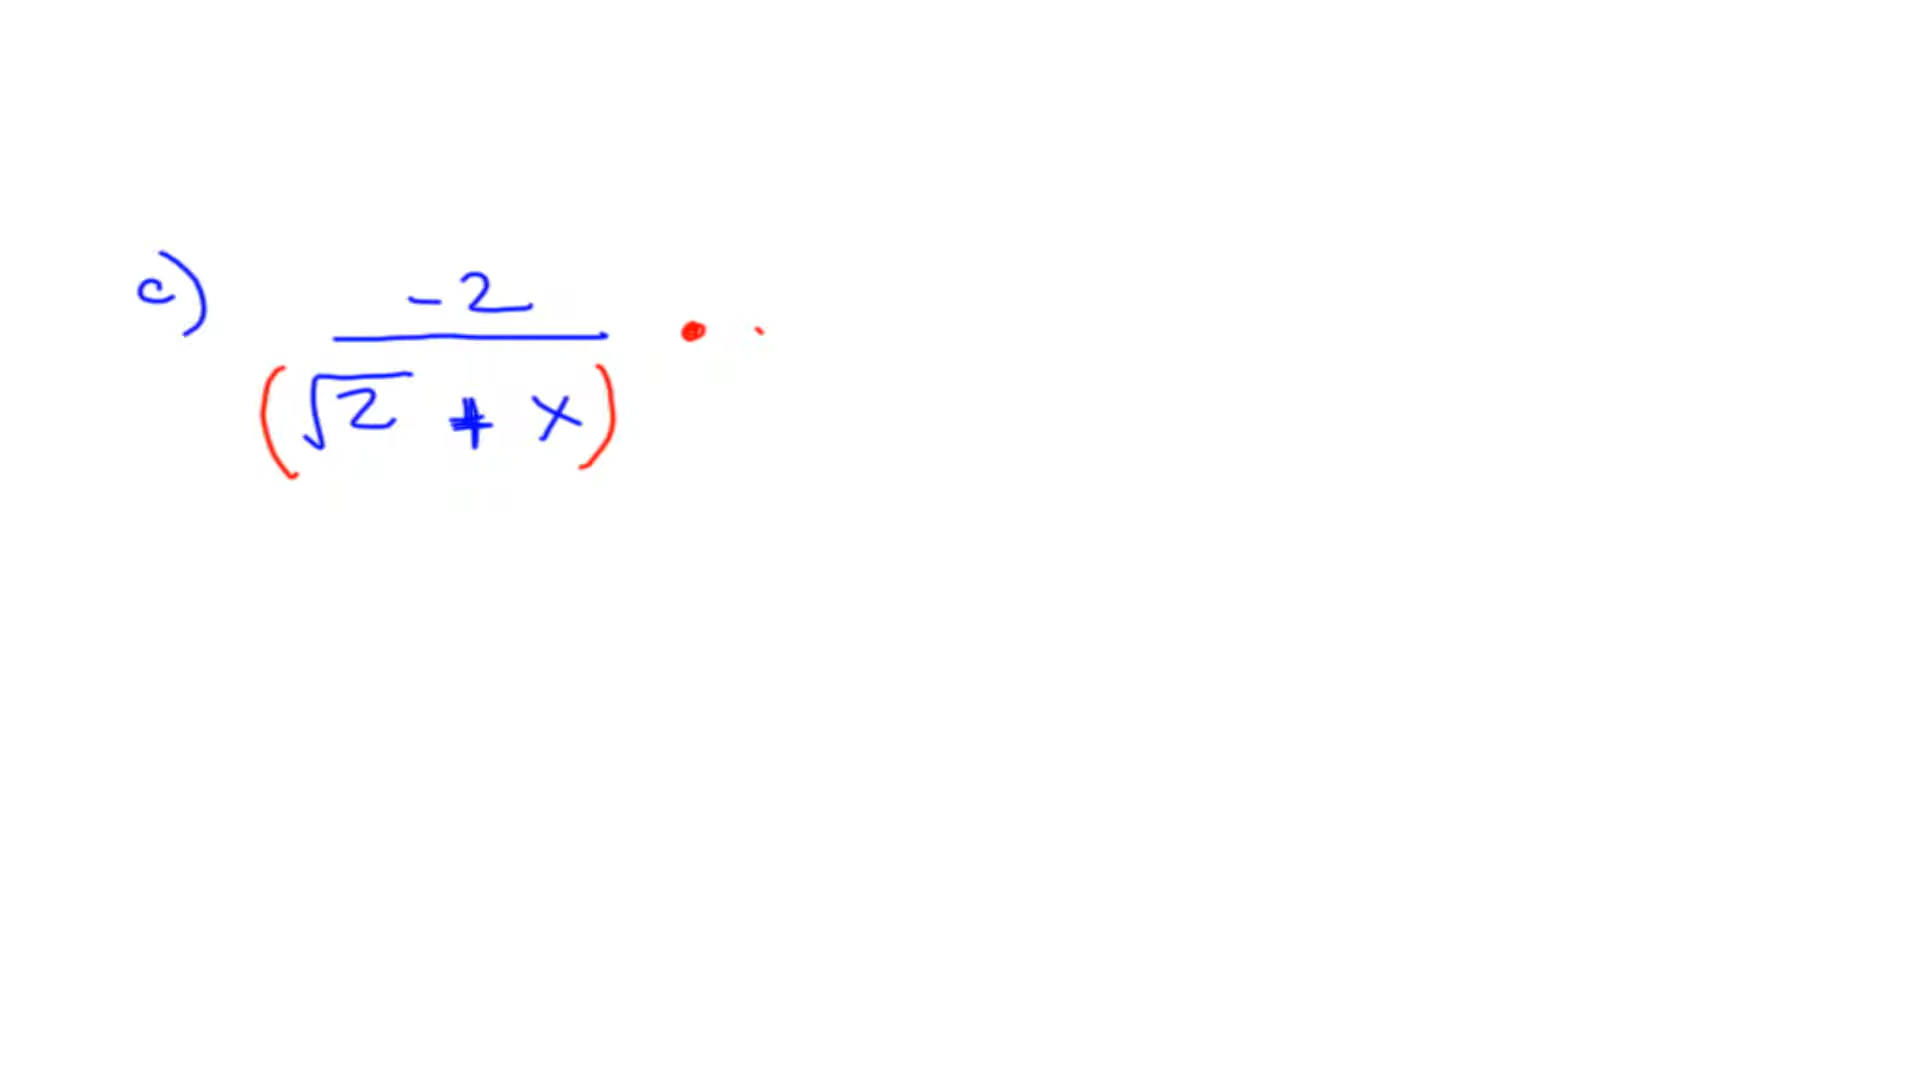 c) -2 •
(√2 + x)